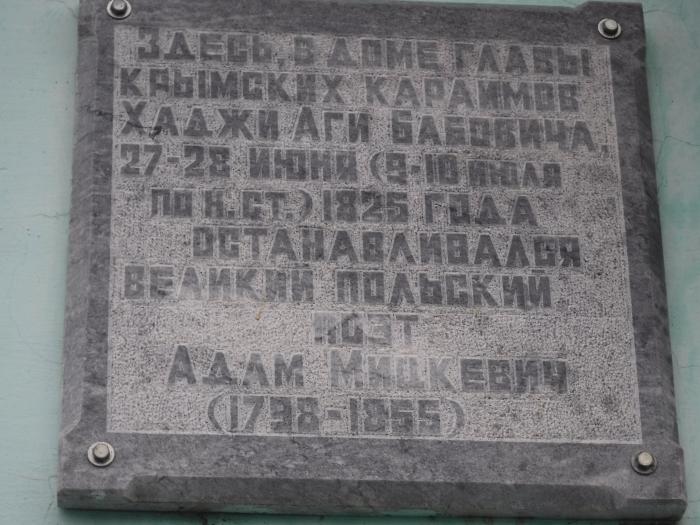 Здесь, в доме главы
крымских караимов
Хаджи Аги Бабовича,
27-28 июня (9-10 июля
по н.ст.) 1825 года
останавливался
великий польский
поэт
Адам Мицкевич
(1798-1855)